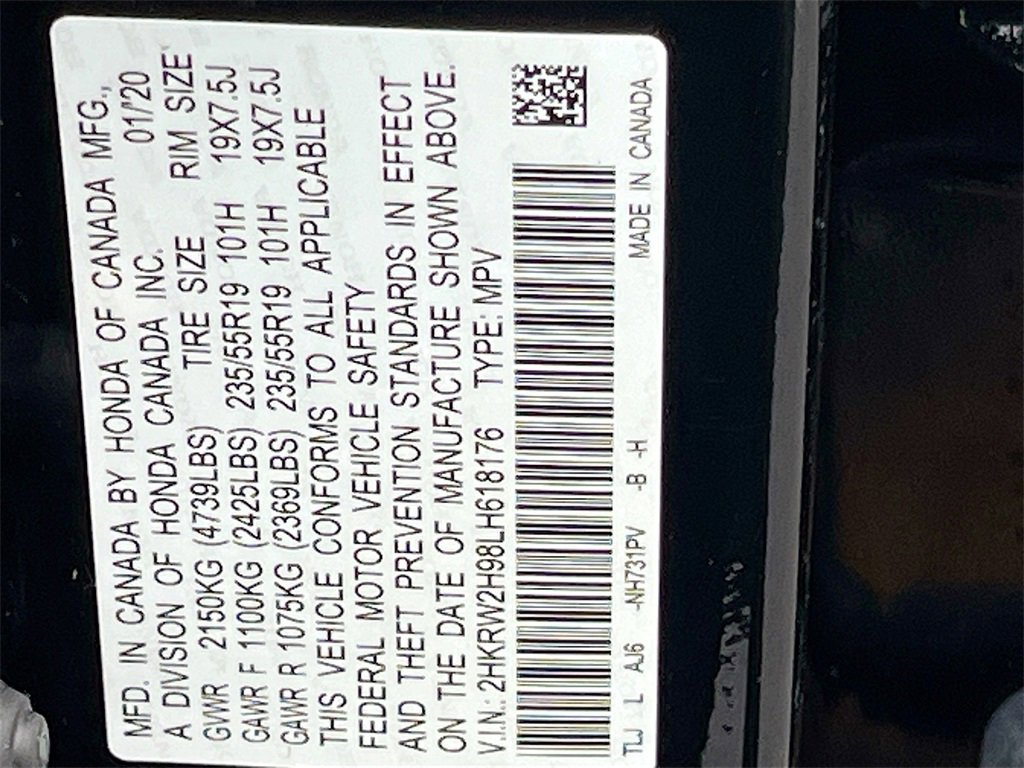 MFD. IN CANADA BY HONDA OF CANADA MFG.,
A DIVISION OF HONDA CANADA INC. 01/'20
GVWR 2150KG (4739LBS) TIRE SIZE RIM SIZE
GAWR F 1100KG (2425LBS) 235/55R19 101H 19X7.5J
GAWR R 1075KG (2369LBS) 235/55R19 101H 19X7.5J
THIS VEHICLE CONFORMS TO ALL APPLICABLE
FEDERAL MOTOR VEHICLE SAFETY
AND THEFT PREVENTION STANDARDS IN EFFECT
ON THE DATE OF MANUFACTURE SHOWN ABOVE.
V.I.N.: 2HKRW2H98LH618176 TYPE: MPV
TLJ L AJ6 -NH731PV -B -H MADE IN CANADA